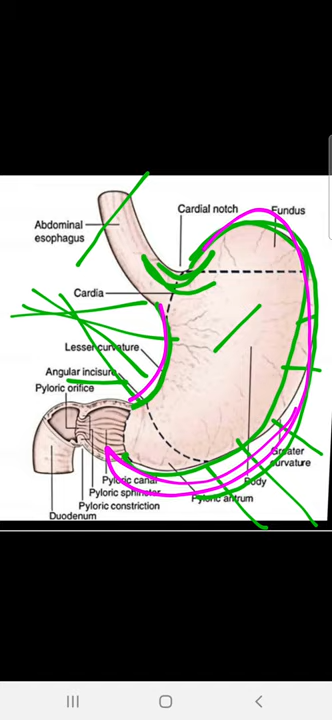 Cardial notch
Fundus
Abdominal
esophagus
Cardia
Lesser curvature
Angular incisure
Pyloric orifice
Greater
curvature
Pyloric canal
Body
Pyloric sphincter
Pyloric antrum
Pyloric constriction
Duodenum